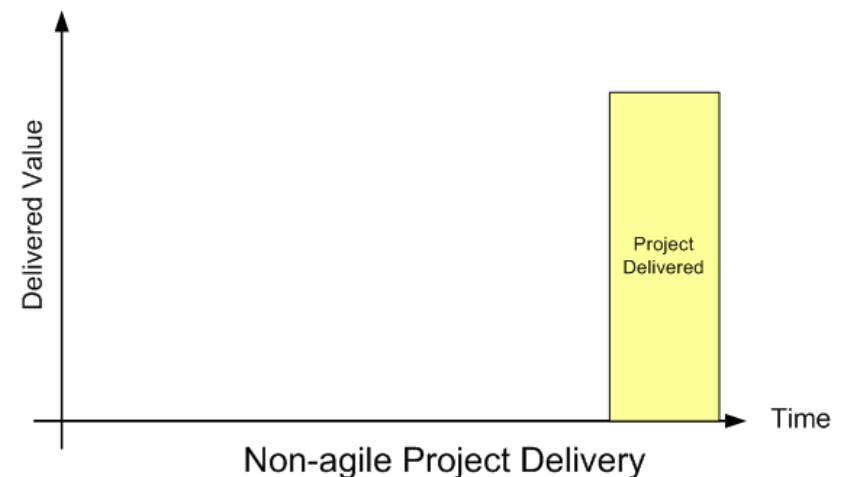 Delivered Value
Project
Delivered
Time
Non-agile Project Delivery